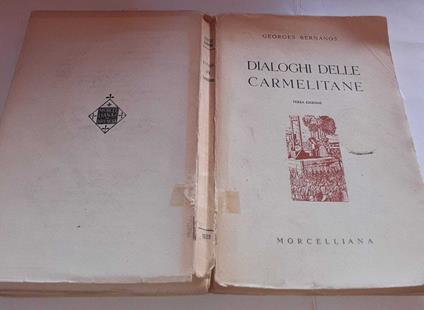 GEORGES BERNANOS
DIALOGHI DELLE
CARMELITANE
TERZA EDIZIONE
MORCELLIANA